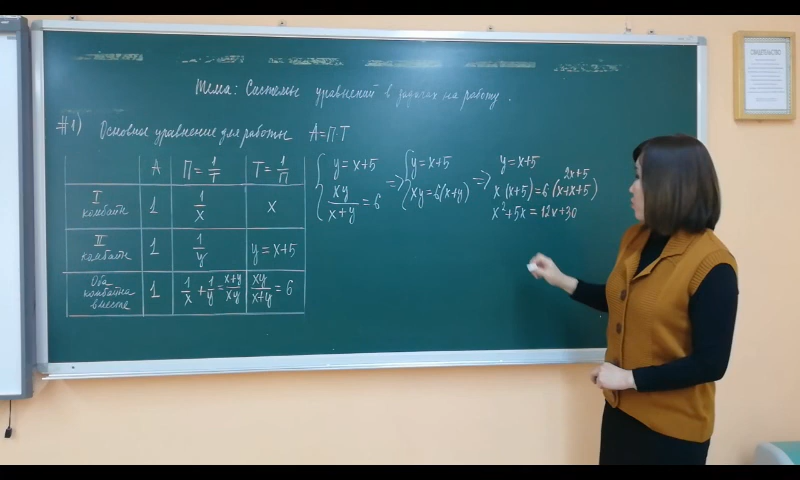 Тема: Системы уравнений в задачах на работу.
#1) Основное уравнение для работы A=П·T
A П=1/T T=1/П
I комбайн 1 1/x x
II комбайн 1 1/y y=x+5
Оба комбайна вместе 1 1/x+1/y=x+y/xy xy/x+y=6
{ y=x+5
xy/x+y=6
=> { y=x+5
xy=6(x+y)
=> y=x+5
2x+5
x(x+5)=6(x+x+5)
x²+5x=12x+30
СВИДЕТЕЛЬСТВО